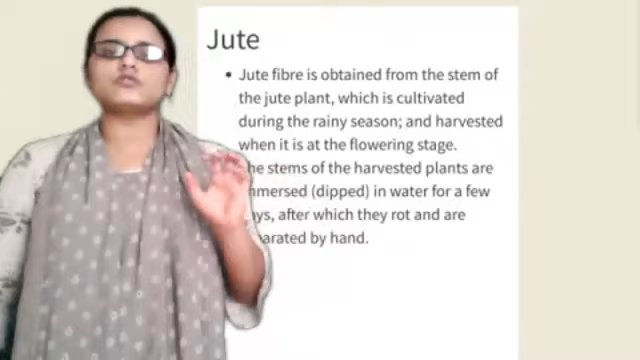 Jute
• Jute fibre is obtained from the stem of
the jute plant, which is cultivated
during the rainy season; and harvested
when it is at the flowering stage.
stems of the harvested plants are
(dipped) in water for a few
after which they rot and are
by hand.